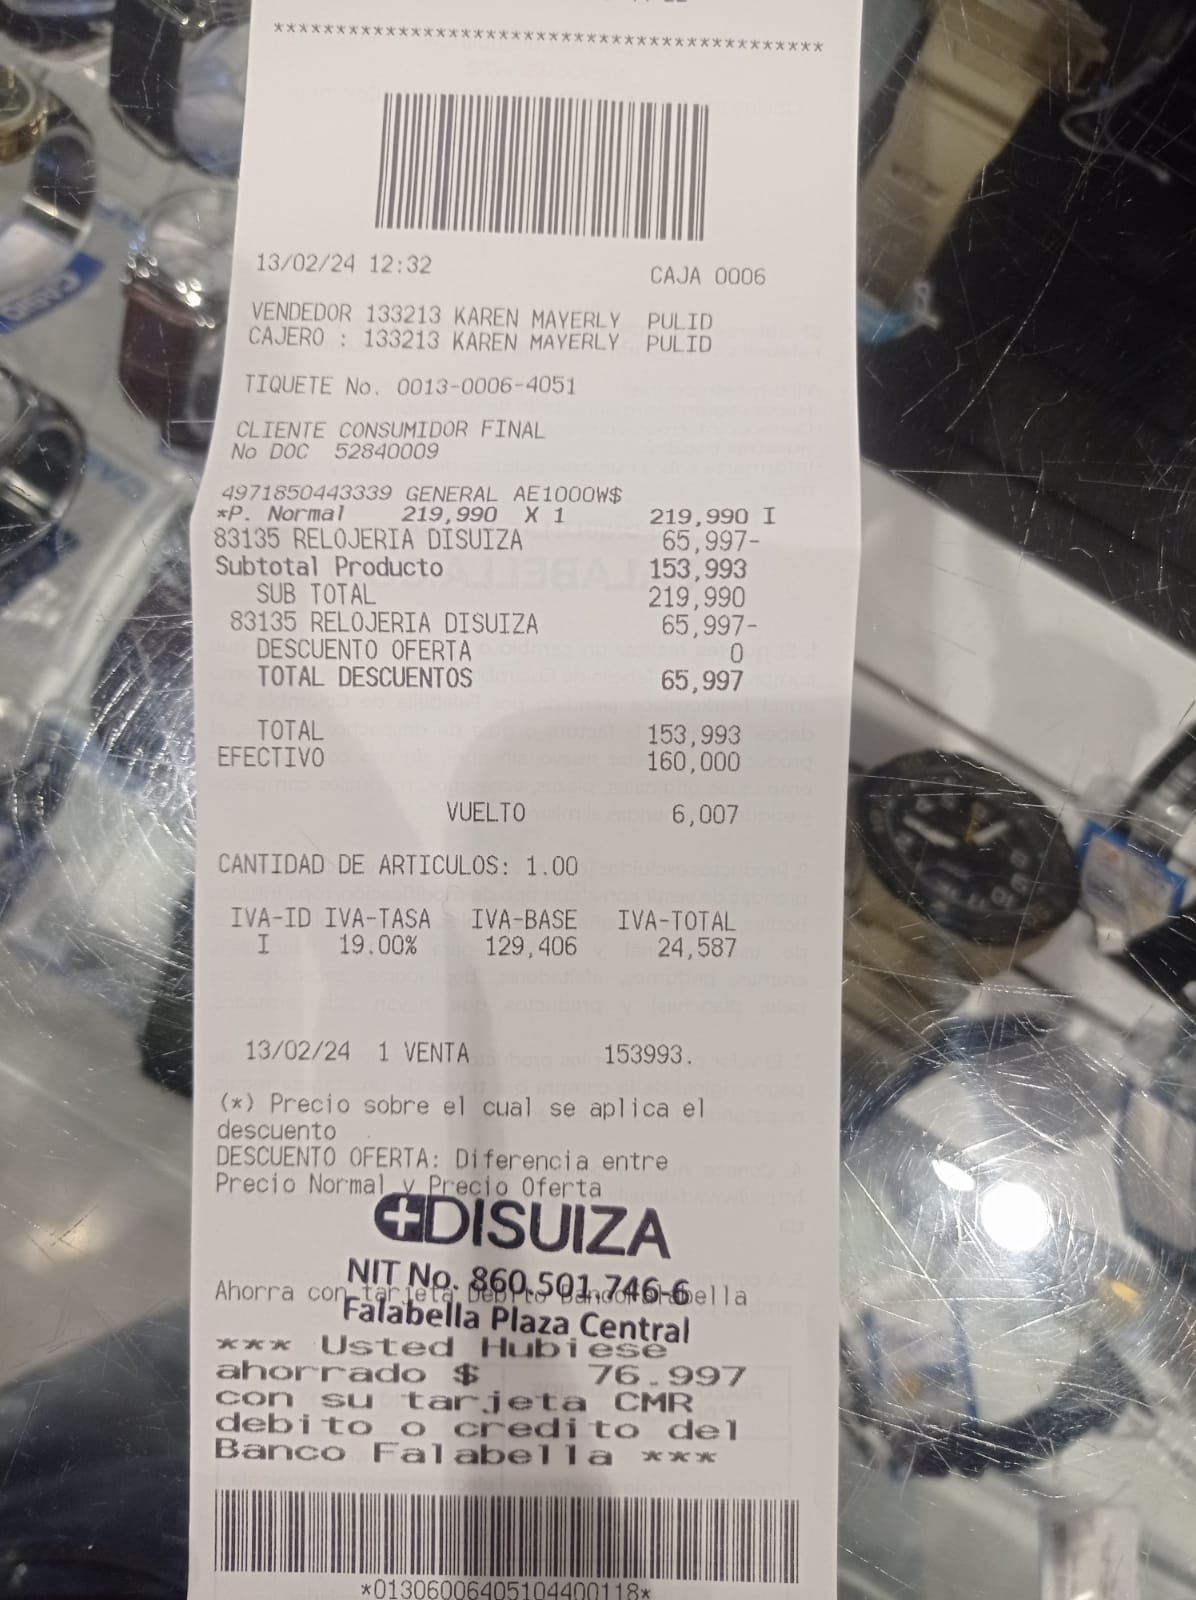 ********************************************
13/02/24 12:32 CAJA 0006
VENDEDOR 133213 KAREN MAYERLY PULID
CAJERO : 133213 KAREN MAYERLY PULID
TIQUETE No. 0013-0006-4051
CLIENTE CONSUMIDOR FINAL
No DOC 52840009
4971850443339 GENERAL AE1000W$
*P. Normal 219,990 X 1 219,990 I
83135 RELOJERIA DISUIZA 65,997-
Subtotal Producto 153,993
SUB TOTAL 219,990
83135 RELOJERIA DISUIZA 65,997-
DESCUENTO OFERTA 0
TOTAL DESCUENTOS 65,997
TOTAL 153,993
EFECTIVO 160,000
VUELTO 6,007
CANTIDAD DE ARTICULOS: 1.00
IVA-ID IVA-TASA IVA-BASE IVA-TOTAL
I 19.00% 129,406 24,587
13/02/24 1 VENTA 153993.
(*) Precio sobre el cual se aplica el
descuento
DESCUENTO OFERTA: Diferencia entre
Precio Normal y Precio Oferta
DISUIZA
NIT No. 860.501.746-6
Ahorra con tarjeta Debito Banco Falabella
Falabella Plaza Central
*** Usted Hubiese
ahorrado $ 76.997
con su tarjeta CMR
debito o credito del
Banco Falabella ***
*01306006405104400118*
CASIO